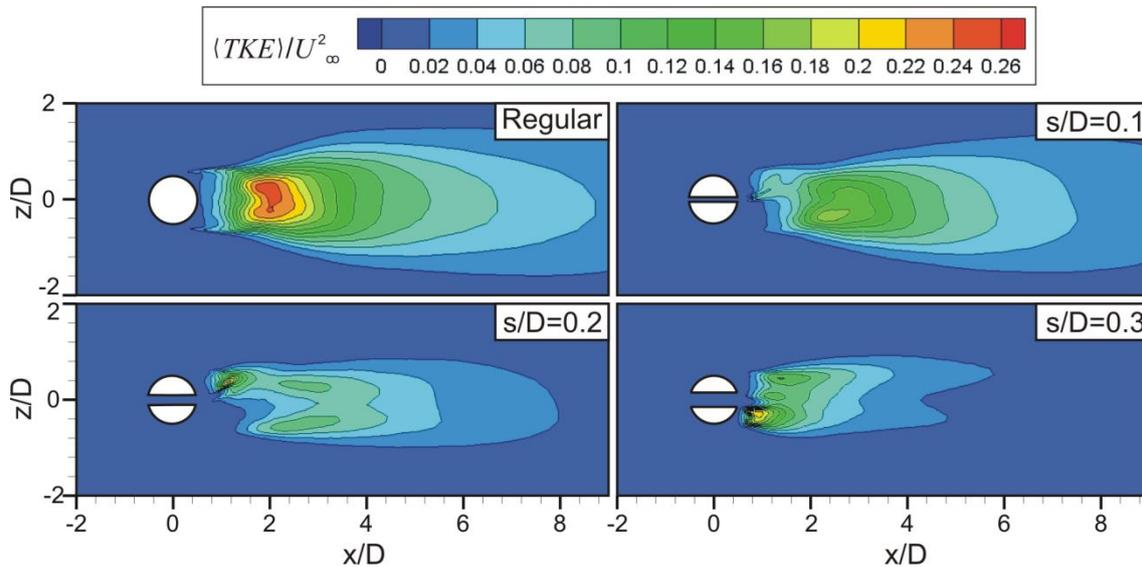 ⟨TKE⟩/U²∞
0 0.02 0.04 0.06 0.08 0.1 0.12 0.14 0.16 0.18 0.2 0.22 0.24 0.26
2 Regular s/D=0.1
z/D 0
-2
2 s/D=0.2 s/D=0.3
z/D 0
-2
-2 0 2 4 6 8 -2 0 2 4 6 8
x/D x/D